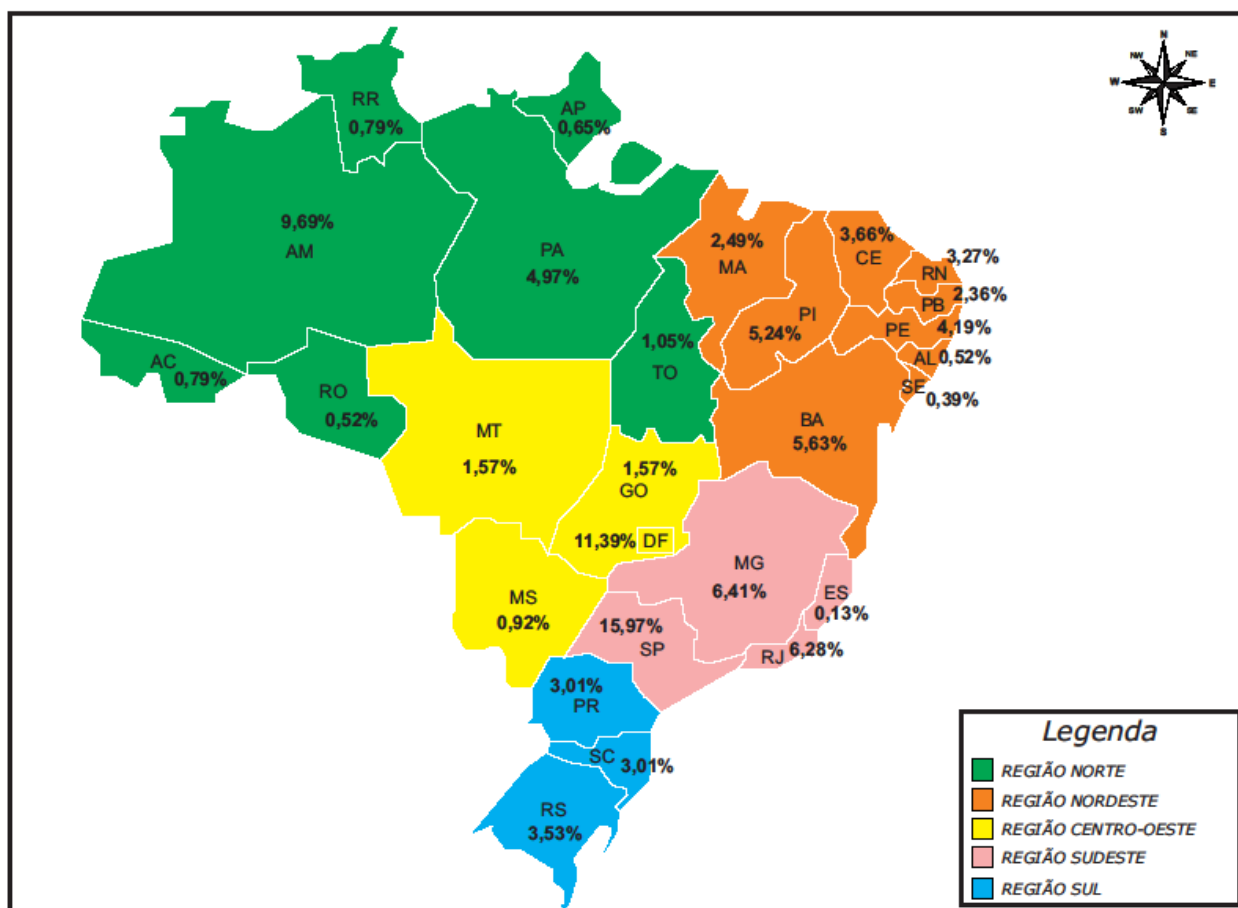 N
NW
NE
W
E
SW
SE
S
RR
0,79%
AP
0,65%
9,69%
AM
PA
4,97%
2,49%
MA
3,66%
CE
3,27%
RN
2,36%
PB
PI
5,24%
PE
4,19%
AL
0,52%
SE
0,39%
1,05%
TO
AC
0,79%
RO
0,52%
MT
1,57%
BA
5,63%
1,57%
GO
11,39%
DF
MG
6,41%
ES
0,13%
MS
0,92%
15,97%
SP
RJ
6,28%
3,01%
PR
SC
3,01%
RS
3,53%
Legenda
REGIÃO NORTE
REGIÃO NORDESTE
REGIÃO CENTRO-OESTE
REGIÃO SUDESTE
REGIÃO SUL